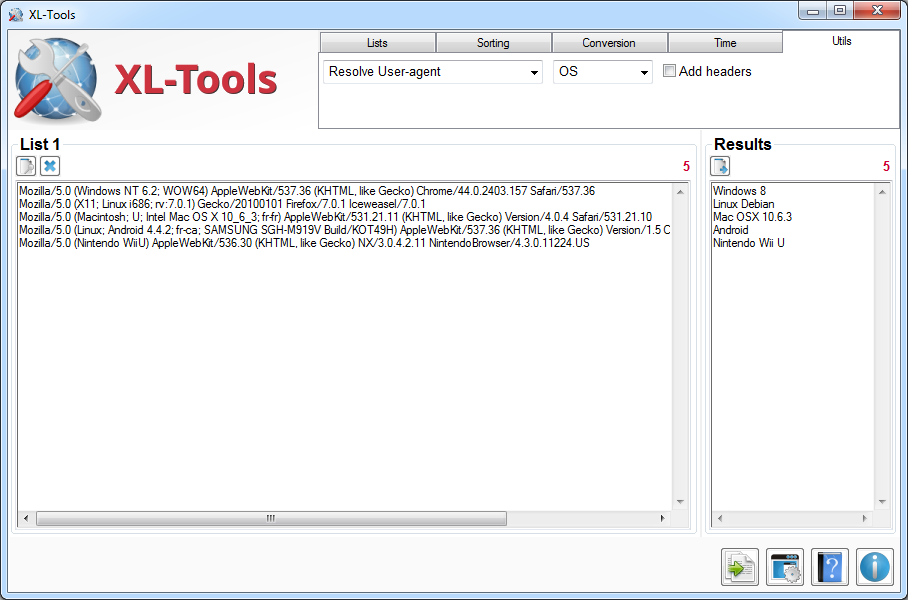 XL-Tools
XL-Tools
Lists
Sorting
Conversion
Time
Utils
Resolve User-agent
OS
Add headers
List 1
5
Mozilla/5.0 (Windows NT 6.2; WOW64) AppleWebKit/537.36 (KHTML, like Gecko) Chrome/44.0.2403.157 Safari/537.36
Mozilla/5.0 (X11; Linux i686; rv:7.0.1) Gecko/20100101 Firefox/7.0.1 Iceweasel/7.0.1
Mozilla/5.0 (Macintosh; U; Intel Mac OS X 10_6_3; fr-fr) AppleWebKit/531.21.11 (KHTML, like Gecko) Version/4.0.4 Safari/531.21.10
Mozilla/5.0 (Linux; Android 4.4.2; fr-ca; SAMSUNG SGH-M919V Build/KOT49H) AppleWebKit/537.36 (KHTML, like Gecko) Version/1.5 C
Mozilla/5.0 (Nintendo WiiU) AppleWebKit/536.30 (KHTML, like Gecko) NX/3.0.4.2.11 NintendoBrowser/4.3.0.11224.US
Results
5
Windows 8
Linux Debian
Mac OSX 10.6.3
Android
Nintendo Wii U